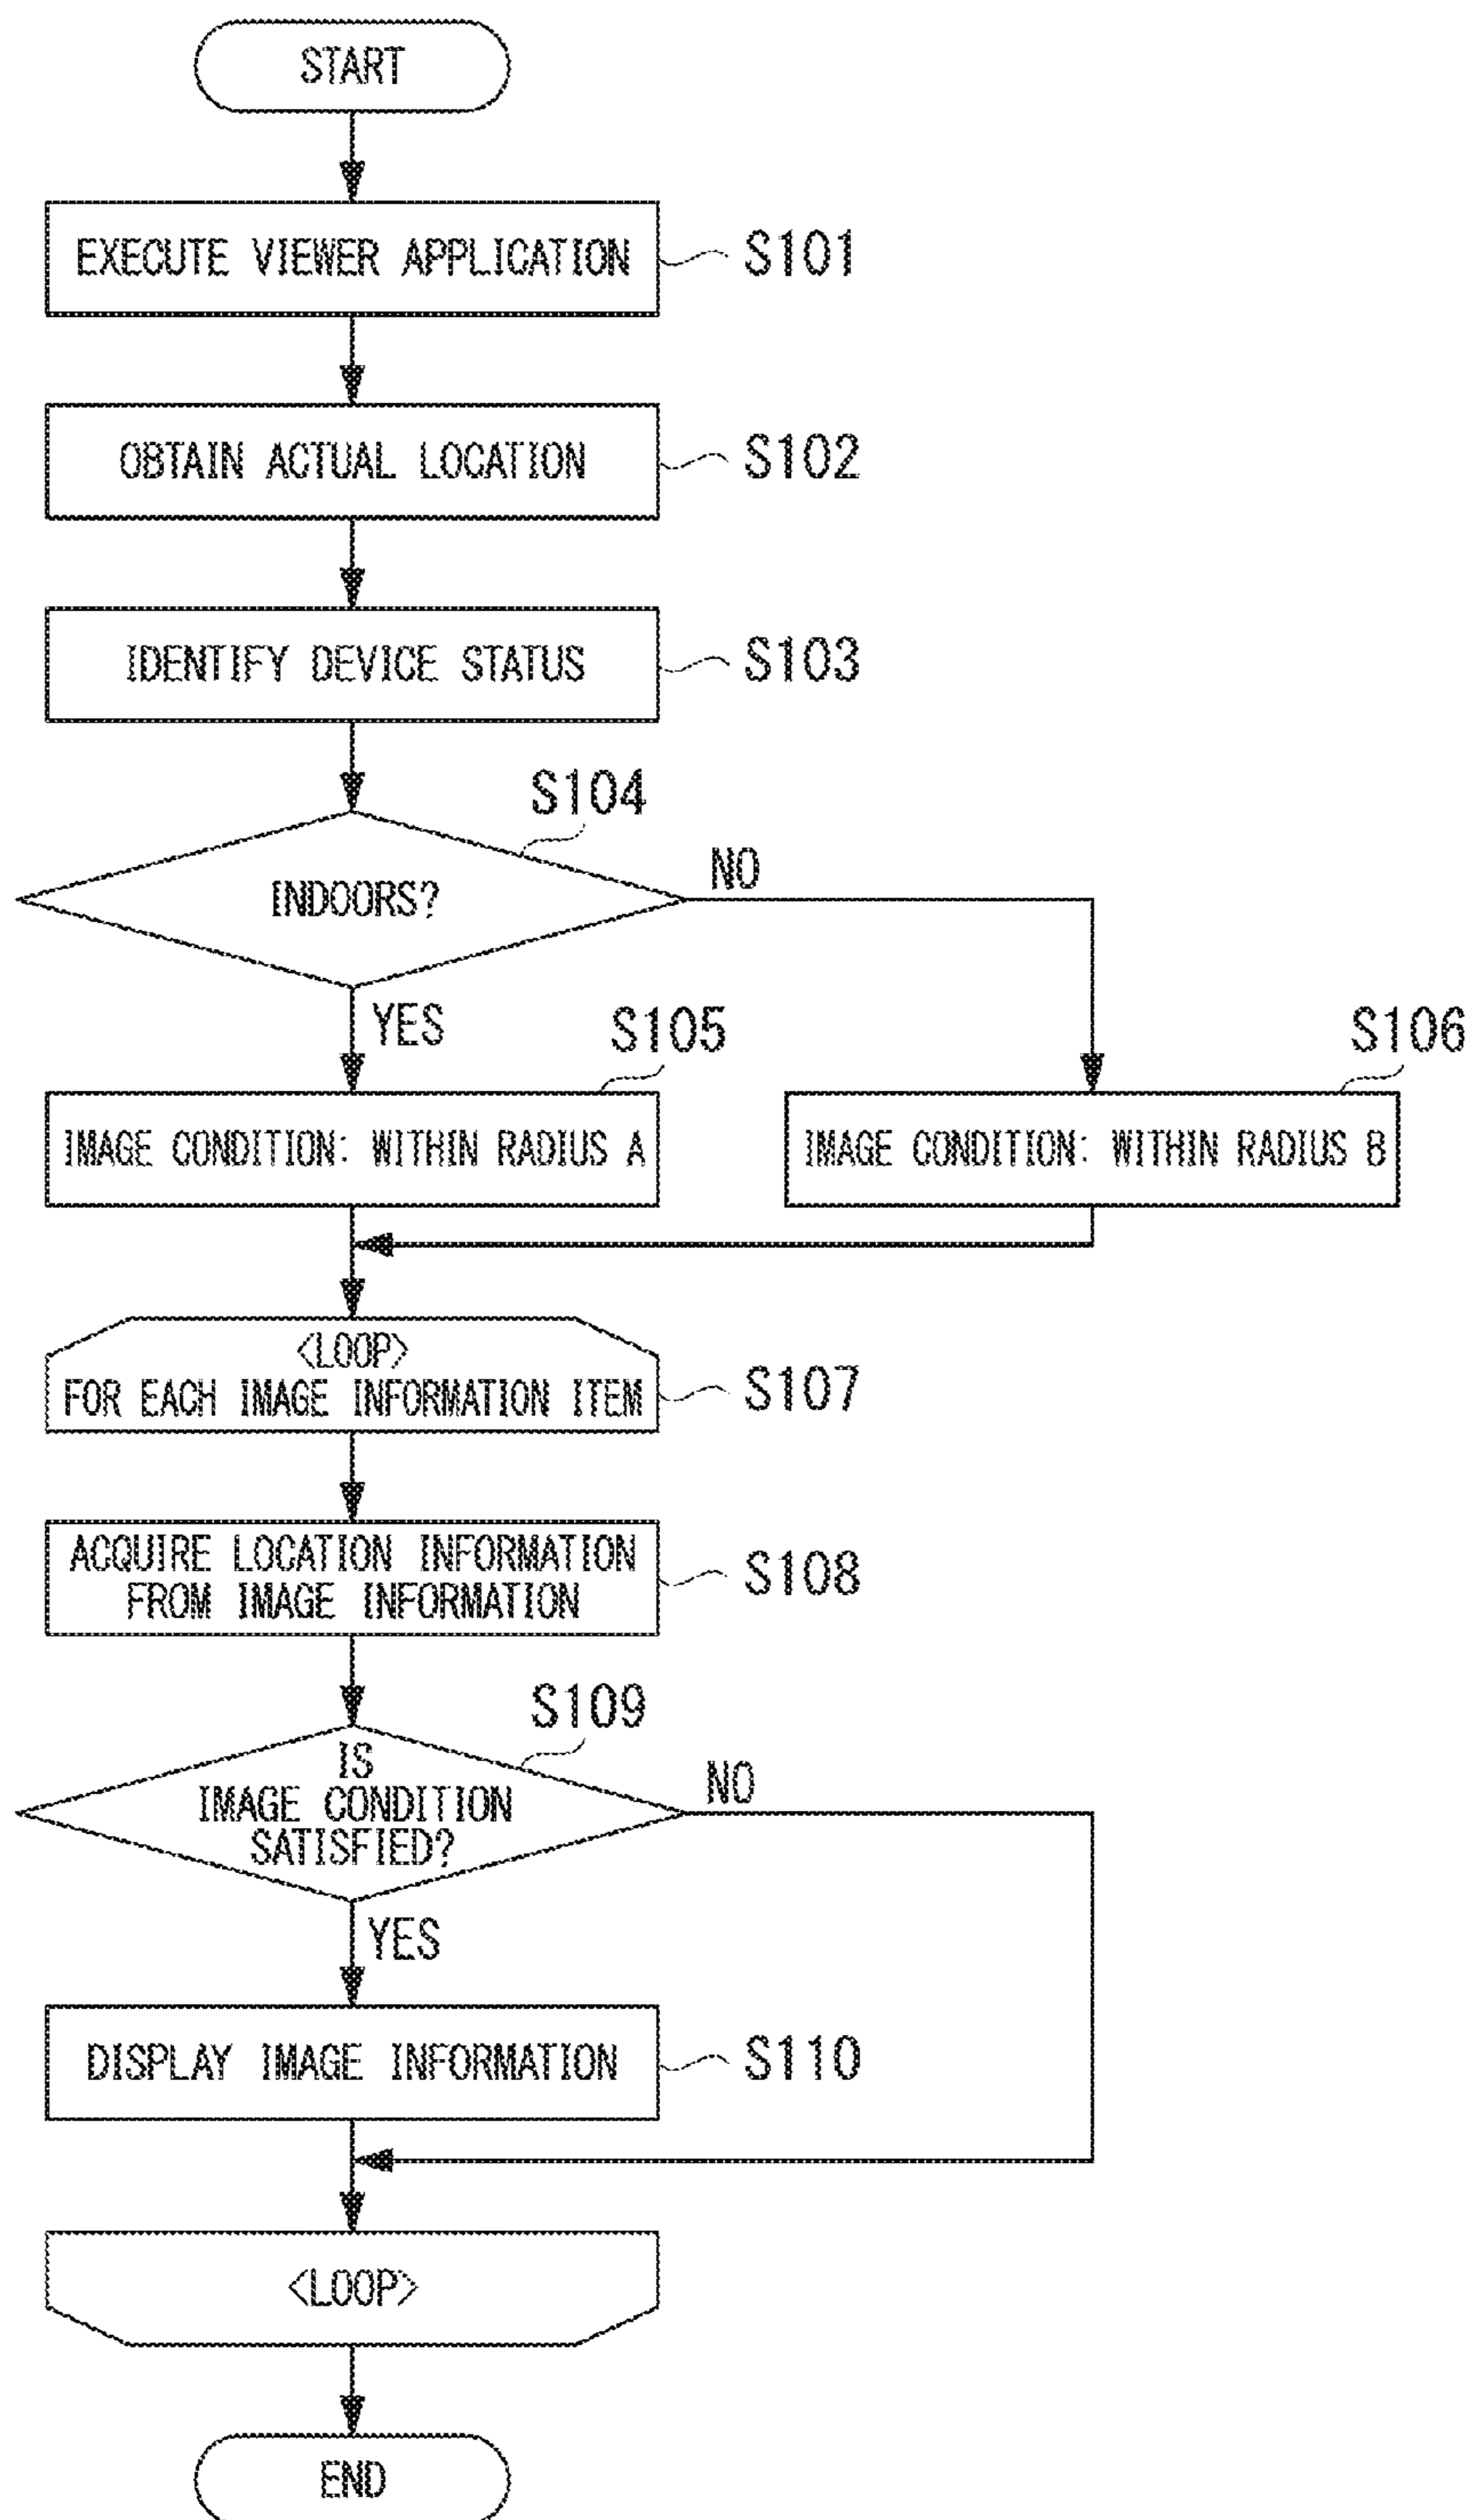 START
EXECUTE VIEWER APPLICATION
S101
OBTAIN ACTUAL LOCATION
S102
IDENTIFY DEVICE STATUS
S103
S104
INDOORS?
NO
YES
S105
S106
IMAGE CONDITION: WITHIN RADIUS A
IMAGE CONDITION: WITHIN RADIUS B
<LOOP>
FOR EACH IMAGE INFORMATION ITEM
S107
ACQUIRE LOCATION INFORMATION
FROM IMAGE INFORMATION
S108
S109
IS
IMAGE CONDITION
SATISFIED?
NO
YES
DISPLAY IMAGE INFORMATION
S110
<LOOP>
END